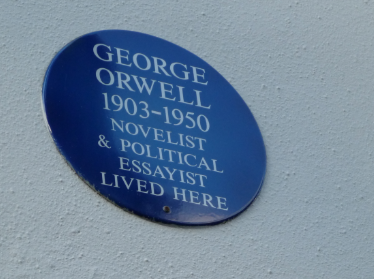 GEORGE
ORWELL
1903-1950
NOVELIST
& POLITICAL
ESSAYIST
LIVED HERE